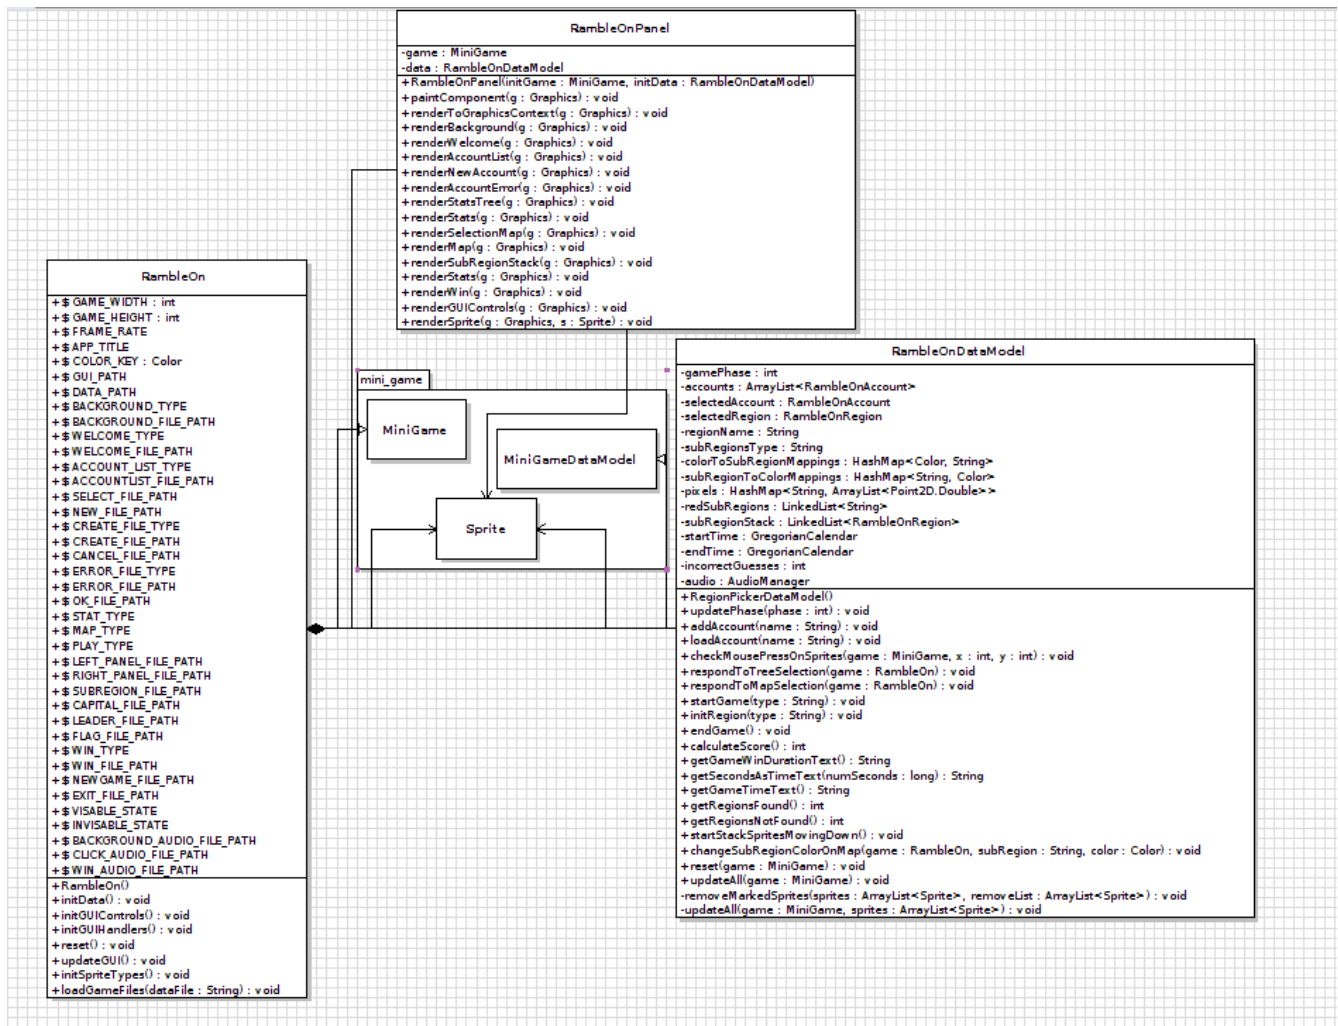 RambleOnPanel
-game : MiniGame
-data : RambleOnDataModel
+RambleOnPanel(initGame : MiniGame, initData : RambleOnDataModel)
+paintComponent(g : Graphics) : void
+renderToGraphicsContext(g : Graphics) : void
+renderBackground(g : Graphics) : void
+renderWelcome(g : Graphics) : void
+renderAccountList(g : Graphics) : void
+renderNewAccount(g : Graphics) : void
+renderAccountError(g : Graphics) : void
+renderStatsTree(g : Graphics) : void
+renderStats(g : Graphics) : void
+renderSelectionMap(g : Graphics) : void
+renderMap(g : Graphics) : void
+renderSubRegionStack(g : Graphics) : void
+renderStats(g : Graphics) : void
+renderWin(g : Graphics) : void
+renderGUIControls(g : Graphics) : void
+renderSprite(g : Graphics, s : Sprite) : void
RambleOn
+$ GAME_WIDTH : int
+$ GAME_HEIGHT : int
+$ FRAME_RATE
+$ APP_TITLE
+$ COLOR_KEY : Color
+$ GUI_PATH
+$ DATA_PATH
+$ BACKGROUND_TYPE
+$ BACKGROUND_FILE_PATH
+$ WELCOME_TYPE
+$ WELCOME_FILE_PATH
+$ ACCOUNT_LIST_TYPE
+$ ACCOUNTLIST_FILE_PATH
+$ SELECT_FILE_PATH
+$ NEW_FILE_PATH
+$ CREATE_FILE_TYPE
+$ CREATE_FILE_PATH
+$ CANCEL_FILE_PATH
+$ ERROR_FILE_TYPE
+$ ERROR_FILE_PATH
+$ OK_FILE_PATH
+$ STAT_TYPE
+$ MAP_TYPE
+$ PLAY_TYPE
+$ LEFT_PANEL_FILE_PATH
+$ RIGHT_PANEL_FILE_PATH
+$ SUBREGION_FILE_PATH
+$ CAPITAL_FILE_PATH
+$ LEADER_FILE_PATH
+$ FLAG_FILE_PATH
+$ WIN_TYPE
+$ WIN_FILE_PATH
+$ NEWGAME_FILE_PATH
+$ EXIT_FILE_PATH
+$ VISABLE_STATE
+$ INVISABLE_STATE
+$ BACKGROUND_AUDIO_FILE_PATH
+$ CLICK_AUDIO_FILE_PATH
+$ WIN_AUDIO_FILE_PATH
+RambleOn()
+initData() : void
+initGUIControls() : void
+initGUIHandlers() : void
+reset() : void
+updateGUI() : void
+initSpriteTypes() : void
+loadGameFiles(dataFile : String) : void
mini_game
MiniGame
MiniGameDataModel
Sprite
RambleOnDataModel
-gamePhase : int
-accounts : ArrayList<RambleOnAccount>
-selectedAccount : RambleOnAccount
-selectedRegion : RambleOnRegion
-regionName : String
-subRegionsType : String
-colorToSubRegionMappings : HashMap<Color, String>
-subRegionToColorMappings : HashMap<String, Color>
-pixels : HashMap<String, ArrayList<Point2D.Double>>
-redSubRegions : LinkedList<String>
-subRegionStack : LinkedList<RambleOnRegion>
-startTime : GregorianCalendar
-endTime : GregorianCalendar
-incorrectGuesses : int
-audio : AudioManager
+RegionPickerDataModel()
+updatePhase(phase : int) : void
+addAccount(name : String) : void
+loadAccount(name : String) : void
+checkMousePressOnSprites(game : MiniGame, x : int, y : int) : void
+respondToTreeSelection(game : RambleOn) : void
+respondToMapSelection(game : RambleOn) : void
+startGame(type : String) : void
+initRegion(type : String) : void
+endGame() : void
+calculateScore() : int
+getGameWinDurationText() : String
+getSecondsAsTimeText(numSeconds : long) : String
+getGameTimeText() : String
+getRegionsFound() : int
+getRegionsNotFound() : int
+startStackSpritesMovingDown() : void
+changeSubRegionColorOnMap(game : RambleOn, subRegion : String, color : Color) : void
+reset(game : MiniGame) : void
+updateAll(game : MiniGame) : void
-removeMarkedSprites(sprites : ArrayList<Sprite>, removeList : ArrayList<Sprite>) : void
-updateAll(game : MiniGame, sprites : ArrayList<Sprite>) : void